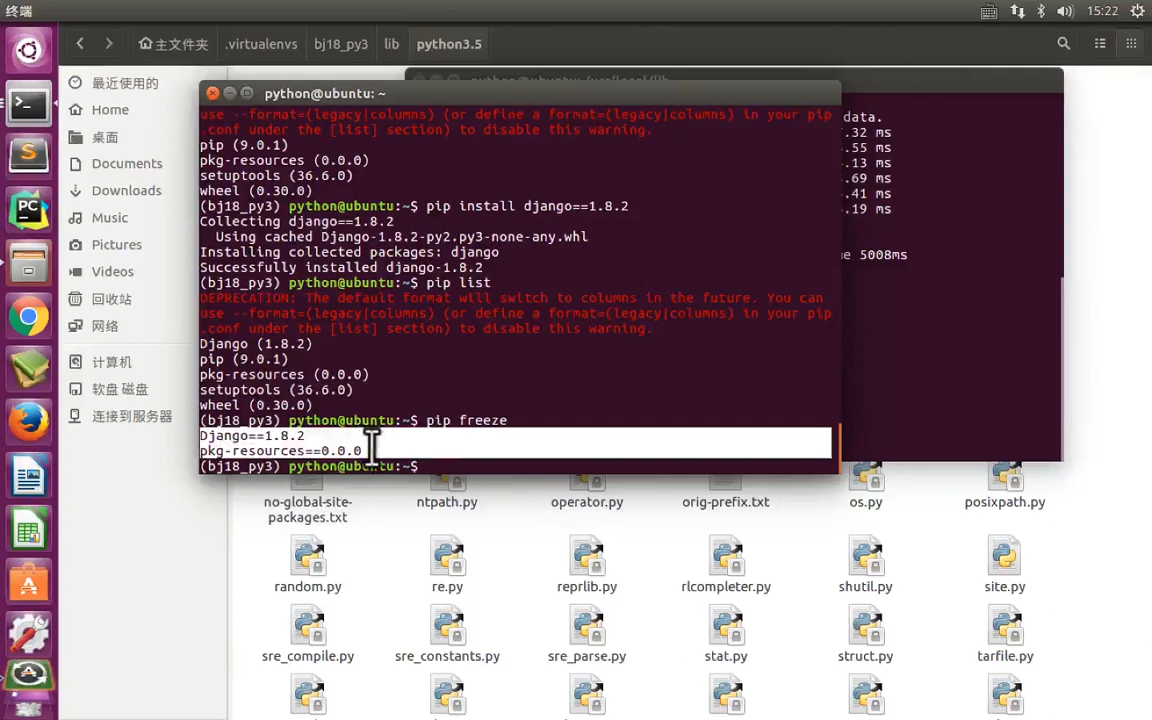 终端
15:22
主文件夹
.virtualenvs
bj18_py3
lib
python3.5
最近使用的
Home
桌面
Documents
Downloads
Music
Pictures
Videos
回收站
网络
计算机
软盘 磁盘
连接到服务器
python@ubuntu: ~
use --format=(legacy|columns) (or define a format=(legacy|columns) in your pip
.conf under the [list] section) to disable this warning.
pip (9.0.1)
pkg-resources (0.0.0)
setuptools (36.6.0)
wheel (0.30.0)
(bj18_py3) python@ubuntu:~$ pip install django==1.8.2
Collecting django==1.8.2
  Using cached Django-1.8.2-py2.py3-none-any.whl
Installing collected packages: django
Successfully installed django-1.8.2
(bj18_py3) python@ubuntu:~$ pip list
DEPRECATION: The default format will switch to columns in the future. You can
use --format=(legacy|columns) (or define a format=(legacy|columns) in your pip
.conf under the [list] section) to disable this warning.
Django (1.8.2)
pip (9.0.1)
pkg-resources (0.0.0)
setuptools (36.6.0)
wheel (0.30.0)
(bj18_py3) python@ubuntu:~$ pip freeze
Django==1.8.2
pkg-resources==0.0.0
(bj18_py3) python@ubuntu:~$
data.
.32 ms
.55 ms
.13 ms
.69 ms
.41 ms
.19 ms
e 5008ms
no-global-site-
packages.txt
ntpath.py
operator.py
orig-prefix.txt
os.py
posixpath.py
random.py
re.py
reprlib.py
rlcompleter.py
shutil.py
site.py
sre_compile.py
sre_constants.py
sre_parse.py
stat.py
struct.py
tarfile.py